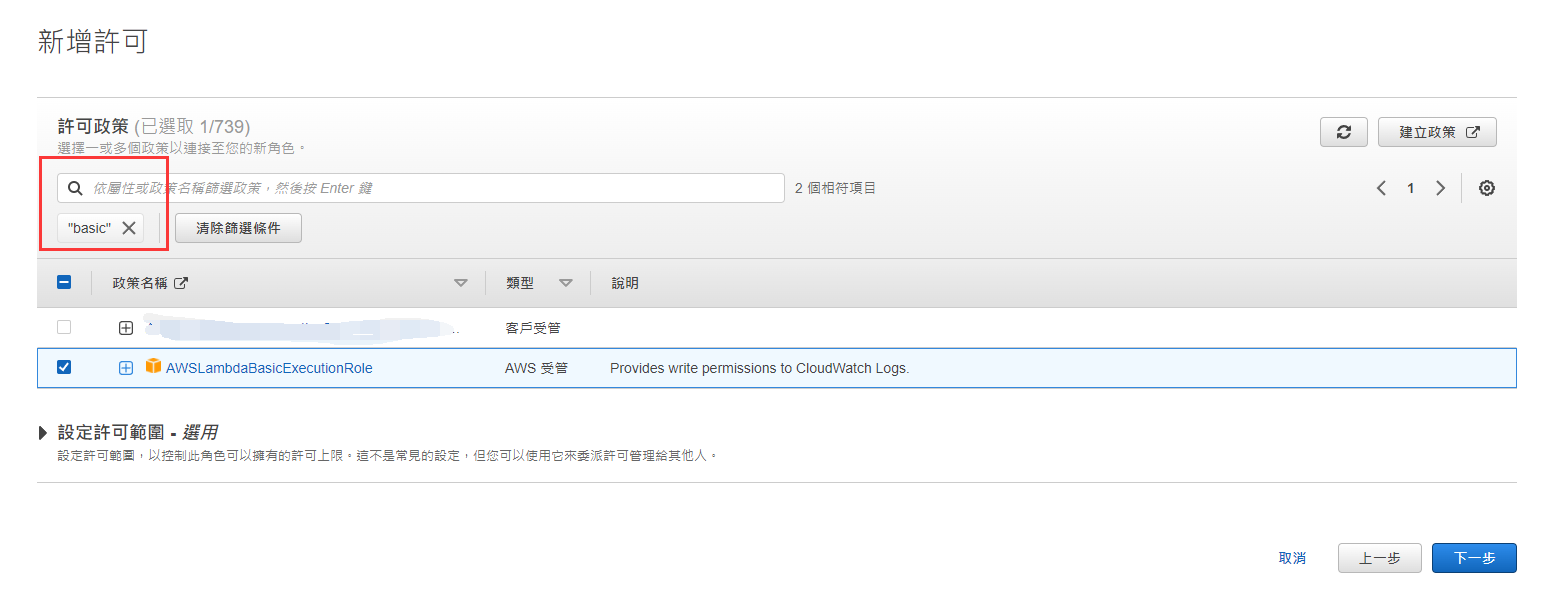 新增許可
許可政策 (已選取 1/739)
選擇一或多個政策以連接至您的新角色。
建立政策
依屬性或政策名稱篩選政策，然後按 Enter 鍵
2 個相符項目
1
"basic"
清除篩選條件
政策名稱 類型 說明
客戶受管
AWSLambdaBasicExecutionRole AWS 受管 Provides write permissions to CloudWatch Logs.
設定許可範圍 - 選用
設定許可範圍，以控制此角色可以擁有的許可上限。這不是常見的設定，但您可以使用它來委派許可管理給其他人。
取消 上一步 下一步